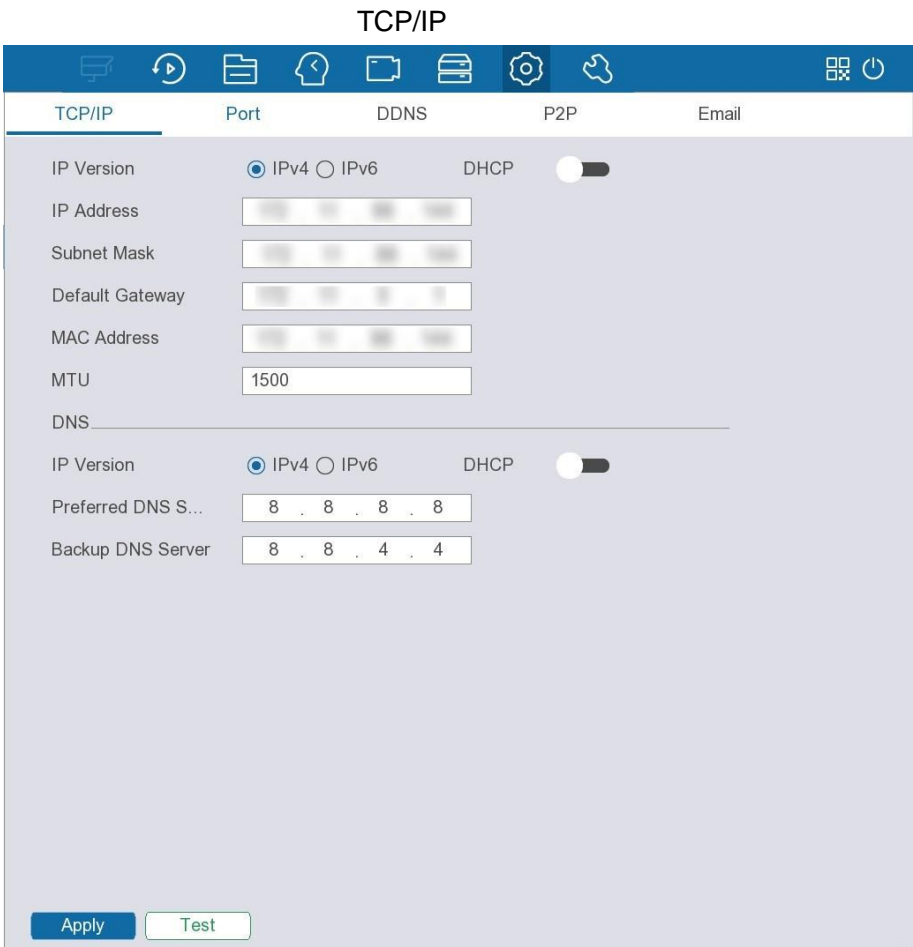 TCP/IP
TCP/IP Port DDNS P2P Email
IP Version IPv4 IPv6 DHCP
IP Address
Subnet Mask
Default Gateway
MAC Address
MTU 1500
DNS
IP Version IPv4 IPv6 DHCP
Preferred DNS S... 8 . 8 . 8 . 8
Backup DNS Server 8 . 8 . 4 . 4
Apply Test